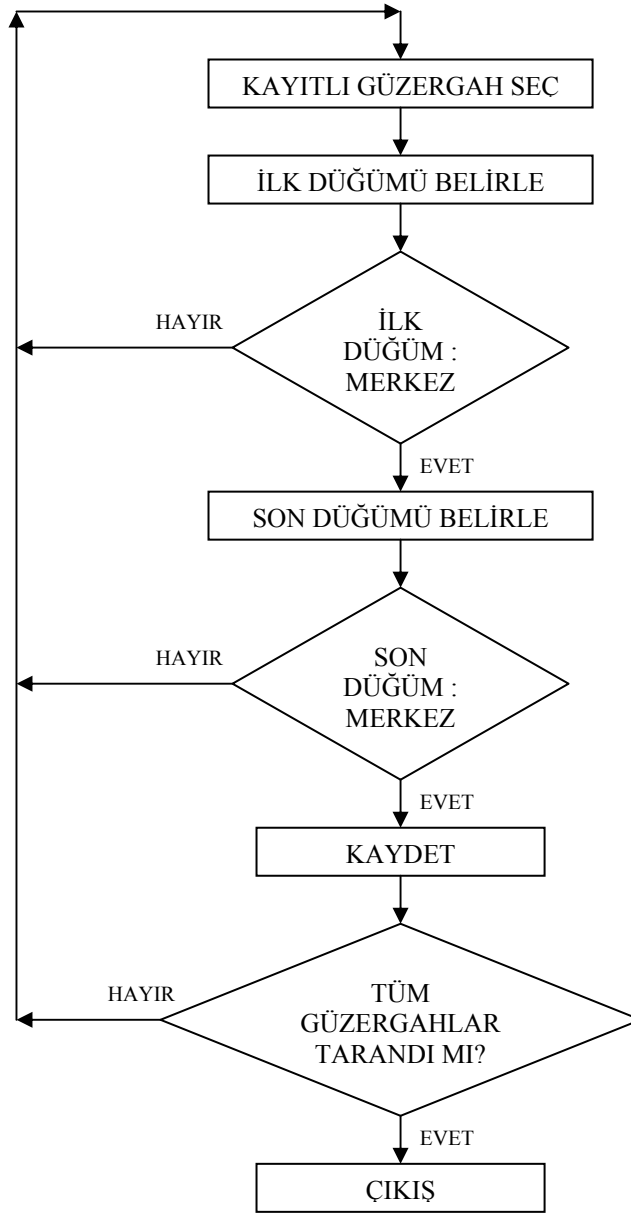 KAYITLI GÜZERGAH SEÇ
İLK DÜĞÜMÜ BELİRLE
HAYIR
İLK
DÜĞÜM :
MERKEZ
EVET
SON DÜĞÜMÜ BELİRLE
HAYIR
SON
DÜĞÜM :
MERKEZ
EVET
KAYDET
HAYIR
TÜM
GÜZERGAHLAR
TARANDI MI?
EVET
ÇIKIŞ